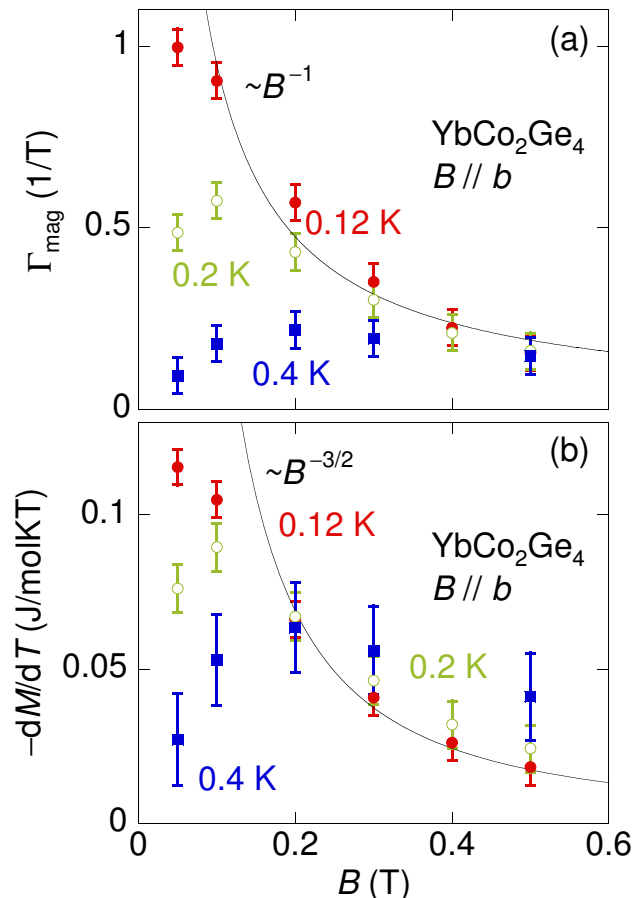 1
(a)
~B⁻¹
YbCo₂Ge₄
B // b
Γmag (1/T)
0.5
0.12 K
0.2 K
0.4 K
0
(b)
~B⁻³/²
0.1
0.12 K
YbCo₂Ge₄
B // b
−dM/dT (J/molKT)
0.05
0.2 K
0.4 K
0
0 0.2 0.4 0.6
B (T)